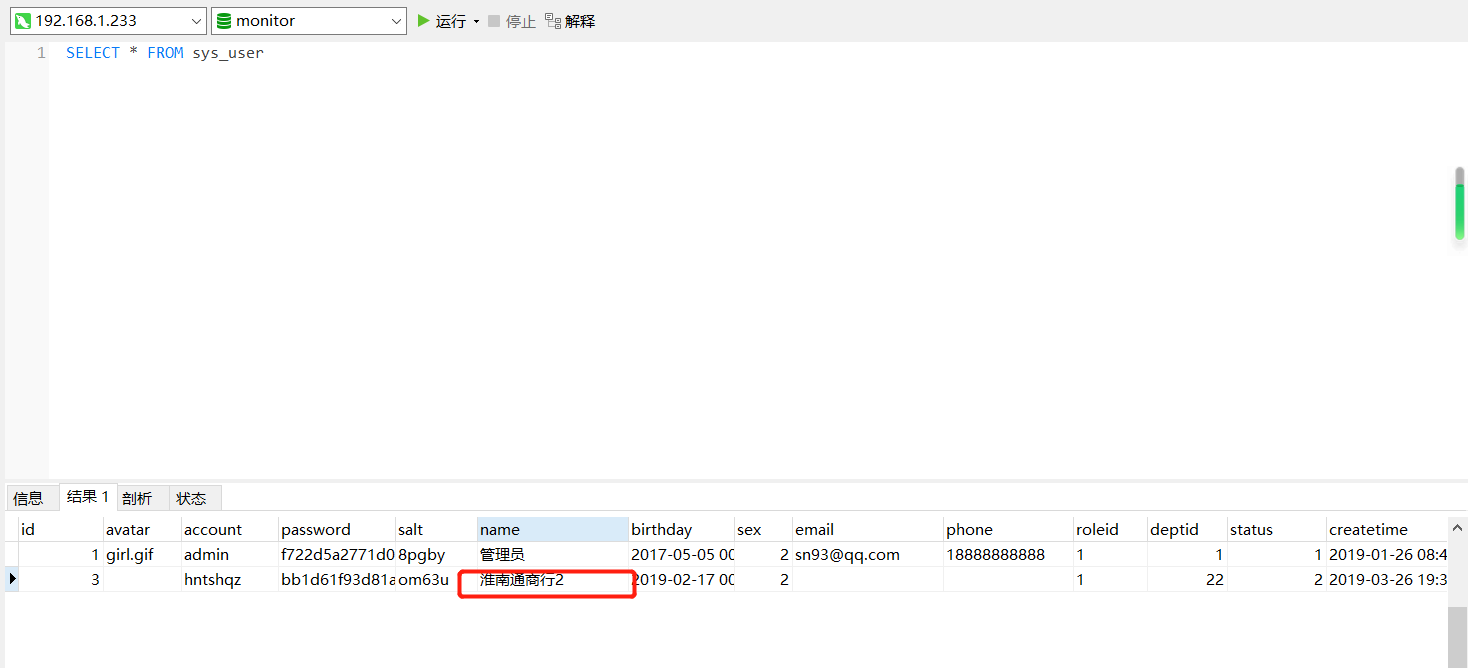 192.168.1.233 monitor 运行 停止 解释
1 SELECT * FROM sys_user
信息 结果 1 剖析 状态
id avatar account password salt name birthday sex email phone roleid deptid status createtime
1 girl.gif admin f722d5a2771d0 8pgby 管理员 2017-05-05 00 2 sn93@qq.com 18888888888 1 1 1 2019-01-26 08:4
3 hntshqz bb1d61f93d81a om63u 淮南通商行2 2019-02-17 00 2 1 22 2 2019-03-26 19:3